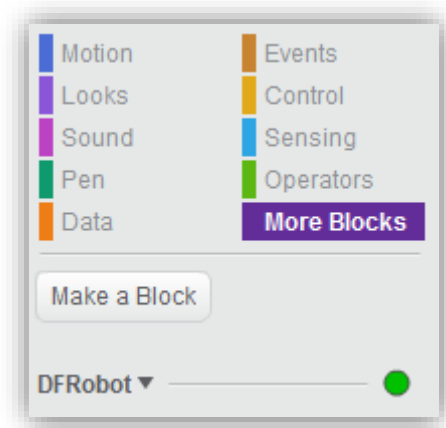 Motion Events
Looks Control
Sound Sensing
Pen Operators
Data More Blocks
Make a Block
DFRobot